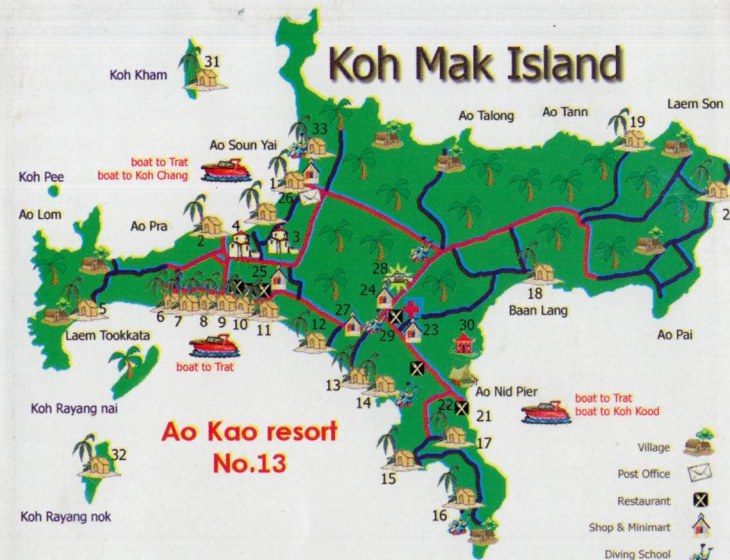 Koh Mak Island
31
Koh Kham
Ao Talong
Ao Tann
Laem Son
19
33
Ao Soun Yai
boat to Trat
boat to Koh Chang
Koh Pee
1
26
2
Ao Lom
Ao Pra
2
4
3
25
28
24
18
Baan Lang
5
6
7
8
9
10
11
12
27
29
23
30
Laem Tookkata
boat to Trat
Ao Pai
13
14
Ao Nid Pier
boat to Trat
boat to Koh Kood
22
21
Koh Rayang nai
Ao Kao resort
No.13
17
15
32
16
Koh Rayang nok
Village
Post Office
Restaurant
Shop & Minimart
Diving School